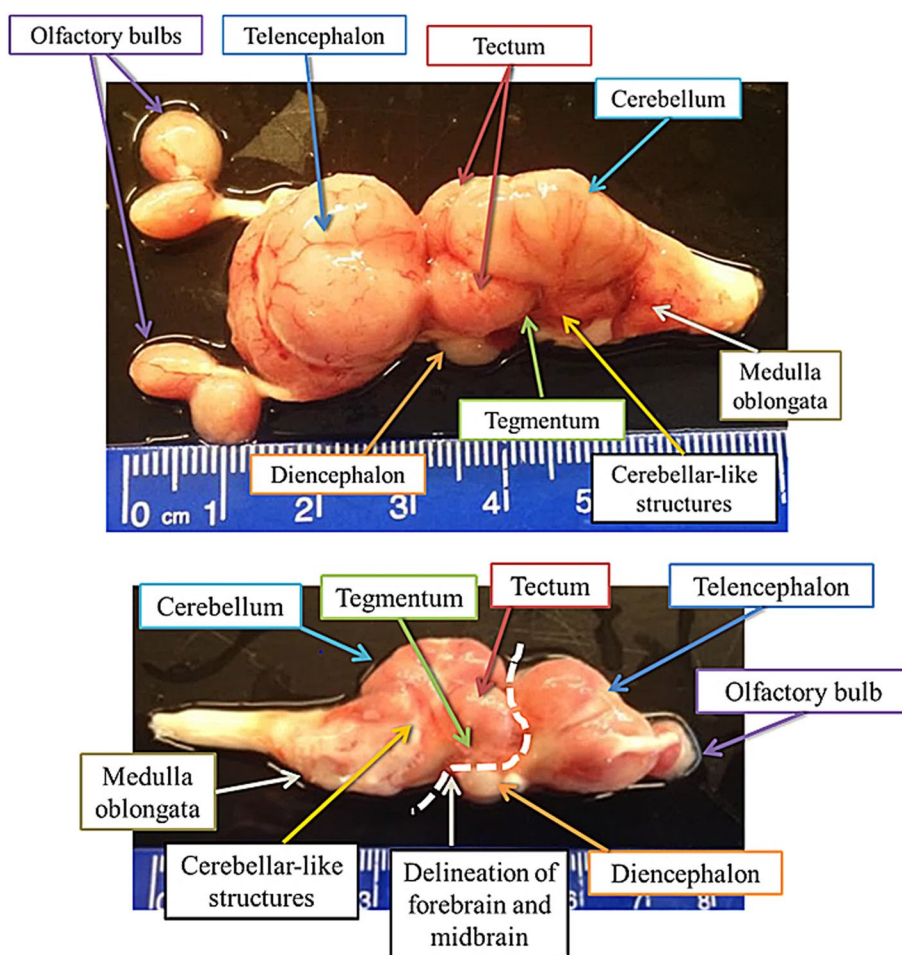 Olfactory bulbs
Telencephalon
Tectum
Cerebellum
Medulla
oblongata
Tegmentum
Diencephalon
Cerebellar-like
structures
0 cm 1 2 3 4 5
Cerebellum
Tegmentum
Tectum
Telencephalon
Olfactory bulb
Medulla
oblongata
Cerebellar-like
structures
Delineation of
forebrain and
midbrain
Diencephalon
3 7 8